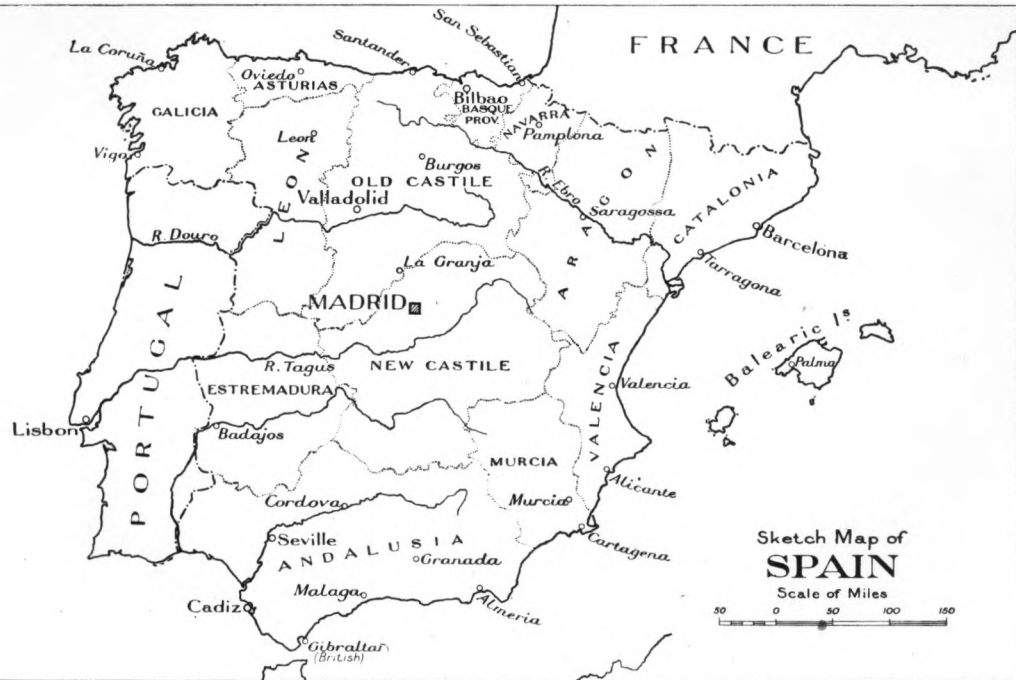 FRANCE
San Sebastian
Santander
La Coruña
Oviedo
ASTURIAS
Bilbao
BASQUE
PROV.
NAVARRA
Pamplona
GALICIA
Leon
LEON
Vigo
Burgos
OLD CASTILE
Valladolid
R. Ebro
Saragossa
ARAGON
CATALONIA
Barcelona
Tarragona
R. Douro
La Granja
MADRID
PORTUGAL
R. Tagus
NEW CASTILE
ESTREMADURA
VALENCIA
Valencia
Balearic Is.
Palma
Lisbon
Badajos
MURCIA
Murcia
Alicante
Cordova
Cartagena
Seville
ANDALUSIA
Granada
Malaga
Almeria
Cadiz
Gibraltar
(British)
Sketch Map of
SPAIN
Scale of Miles
50 0 50 100 150